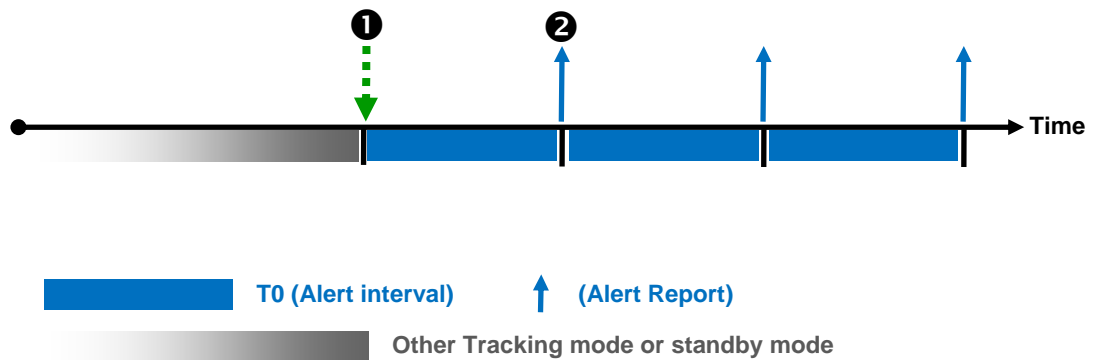 ❶ ❷
Time
T0 (Alert interval) (Alert Report)
Other Tracking mode or standby mode